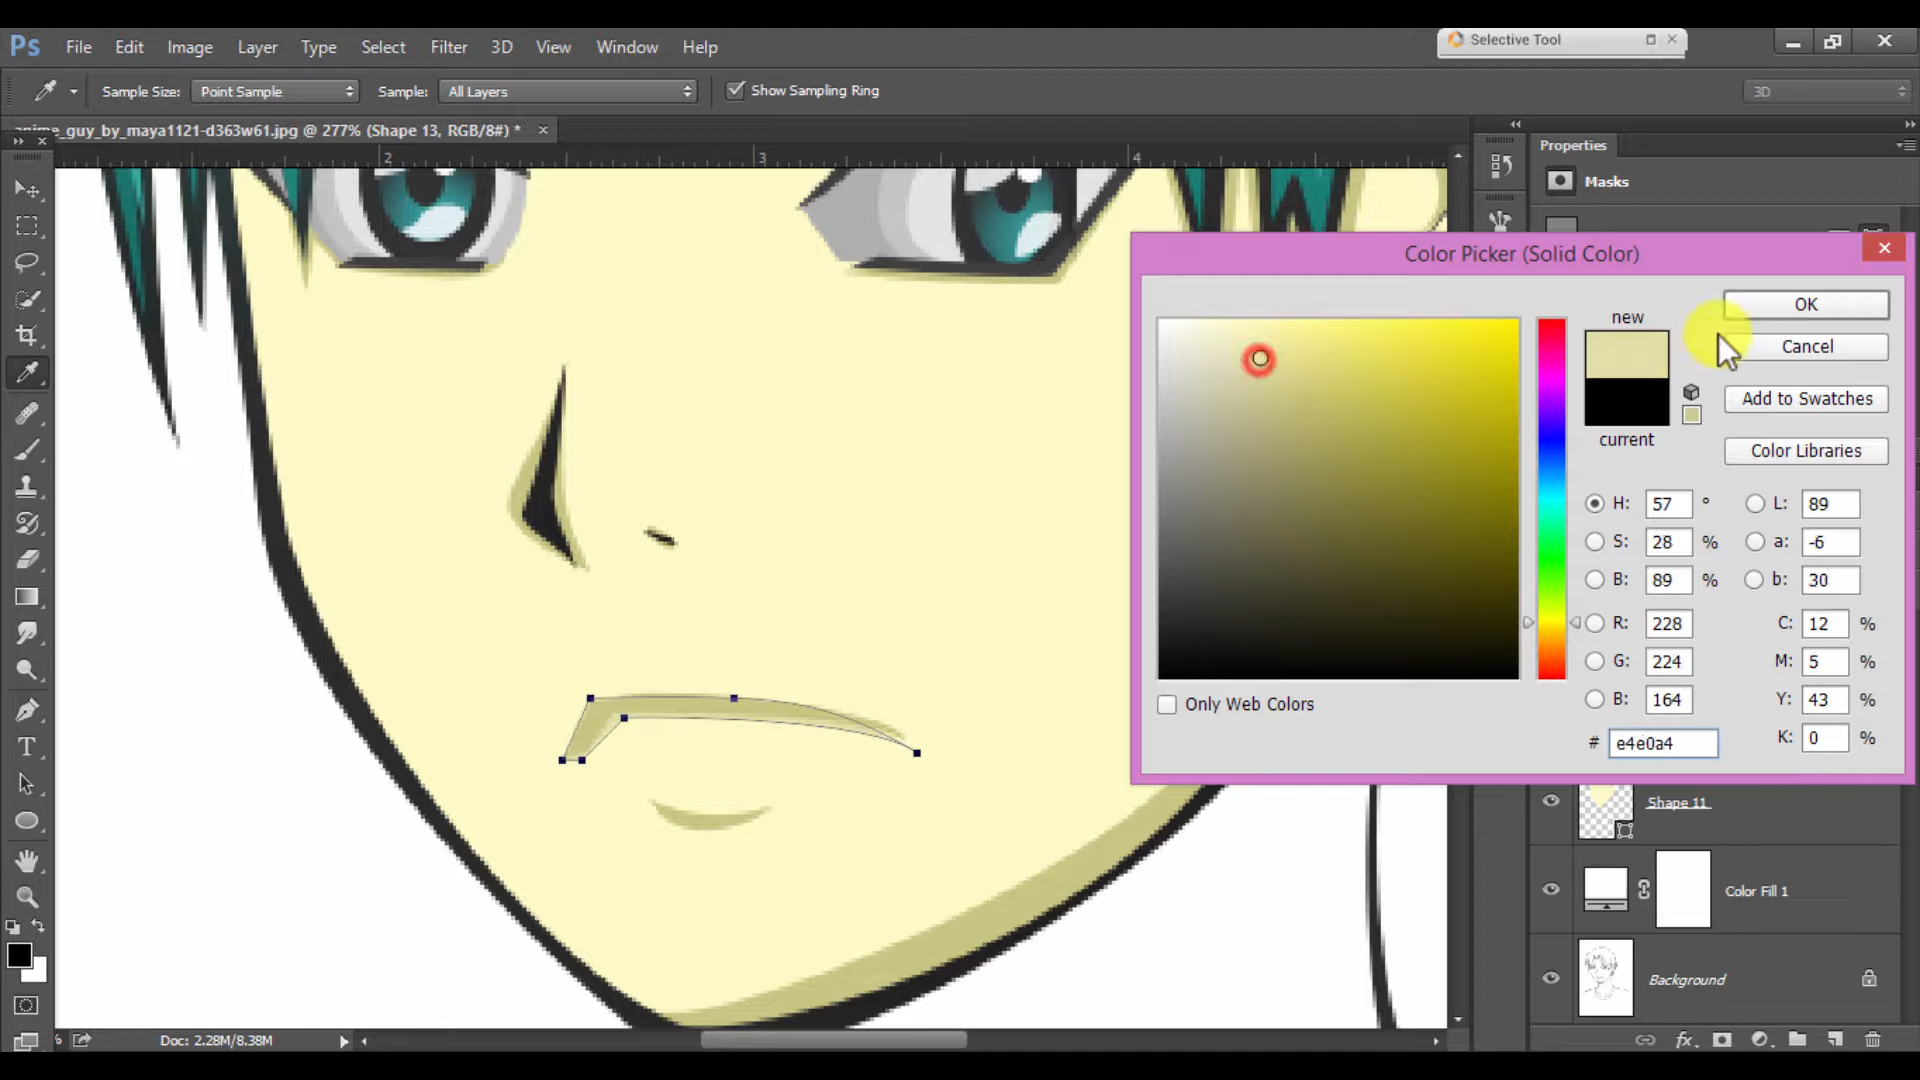 Ps File Edit Image Layer Type Select Filter 3D View Window Help
Selective Tool
Sample Size: Point Sample Sample: All Layers Show Sampling Ring 3D
anime_guy_by_maya1121-d363w61.jpg @ 277% (Shape 13, RGB/8#) *
2 3 4
Properties
Masks
Color Picker (Solid Color)
new
current
OK
Cancel
Add to Swatches
Color Libraries
H: 57 ° L: 89
S: 28 % a: -6
B: 89 % b: 30
R: 228 C: 12 %
G: 224 M: 5 %
B: 164 Y: 43 %
# e4e0a4 K: 0 %
Only Web Colors
Shape 11
Color Fill 1
Background
T
% Doc: 2.28M/8.38M
fx